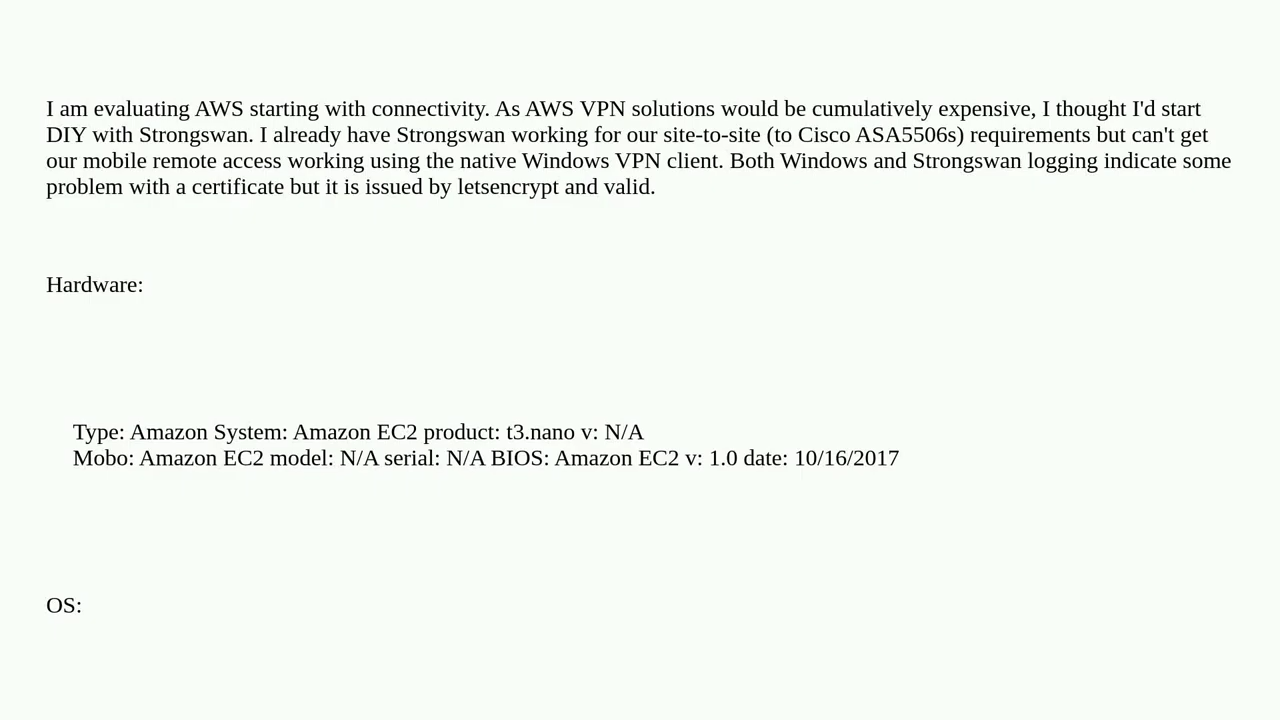 I am evaluating AWS starting with connectivity. As AWS VPN solutions would be cumulatively expensive, I thought I'd start
DIY with Strongswan. I already have Strongswan working for our site-to-site (to Cisco ASA5506s) requirements but can't get
our mobile remote access working using the native Windows VPN client. Both Windows and Strongswan logging indicate some
problem with a certificate but it is issued by letsencrypt and valid.
Hardware:
Type: Amazon System: Amazon EC2 product: t3.nano v: N/A
Mobo: Amazon EC2 model: N/A serial: N/A BIOS: Amazon EC2 v: 1.0 date: 10/16/2017
OS: